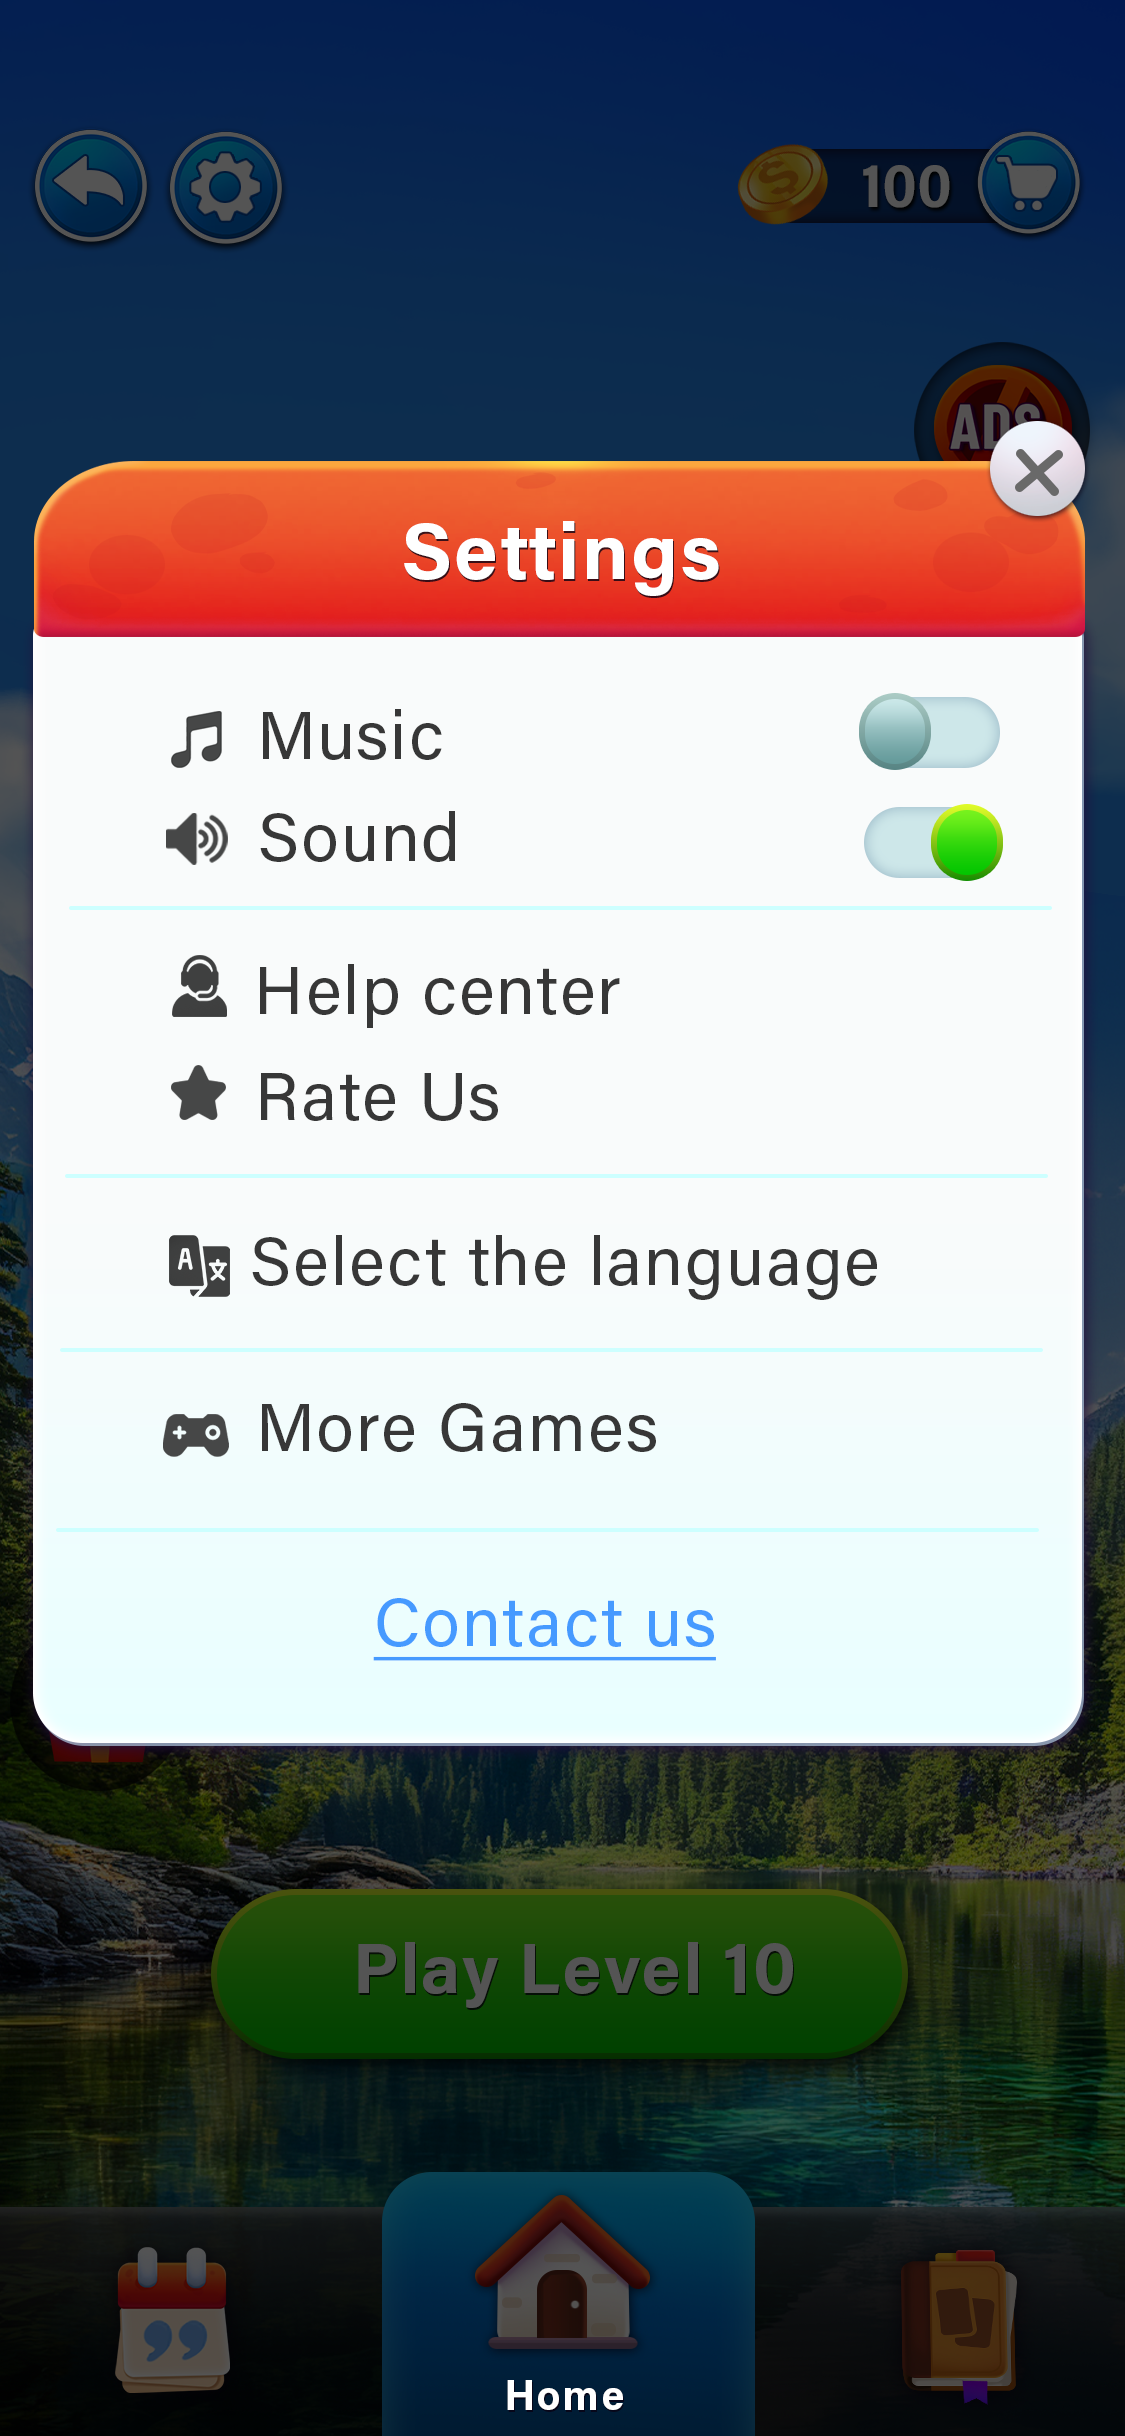 100
ADS
Settings
Music
Sound
Help center
Rate Us
Select the language
More Games
Contact us
Play Level 10
Home